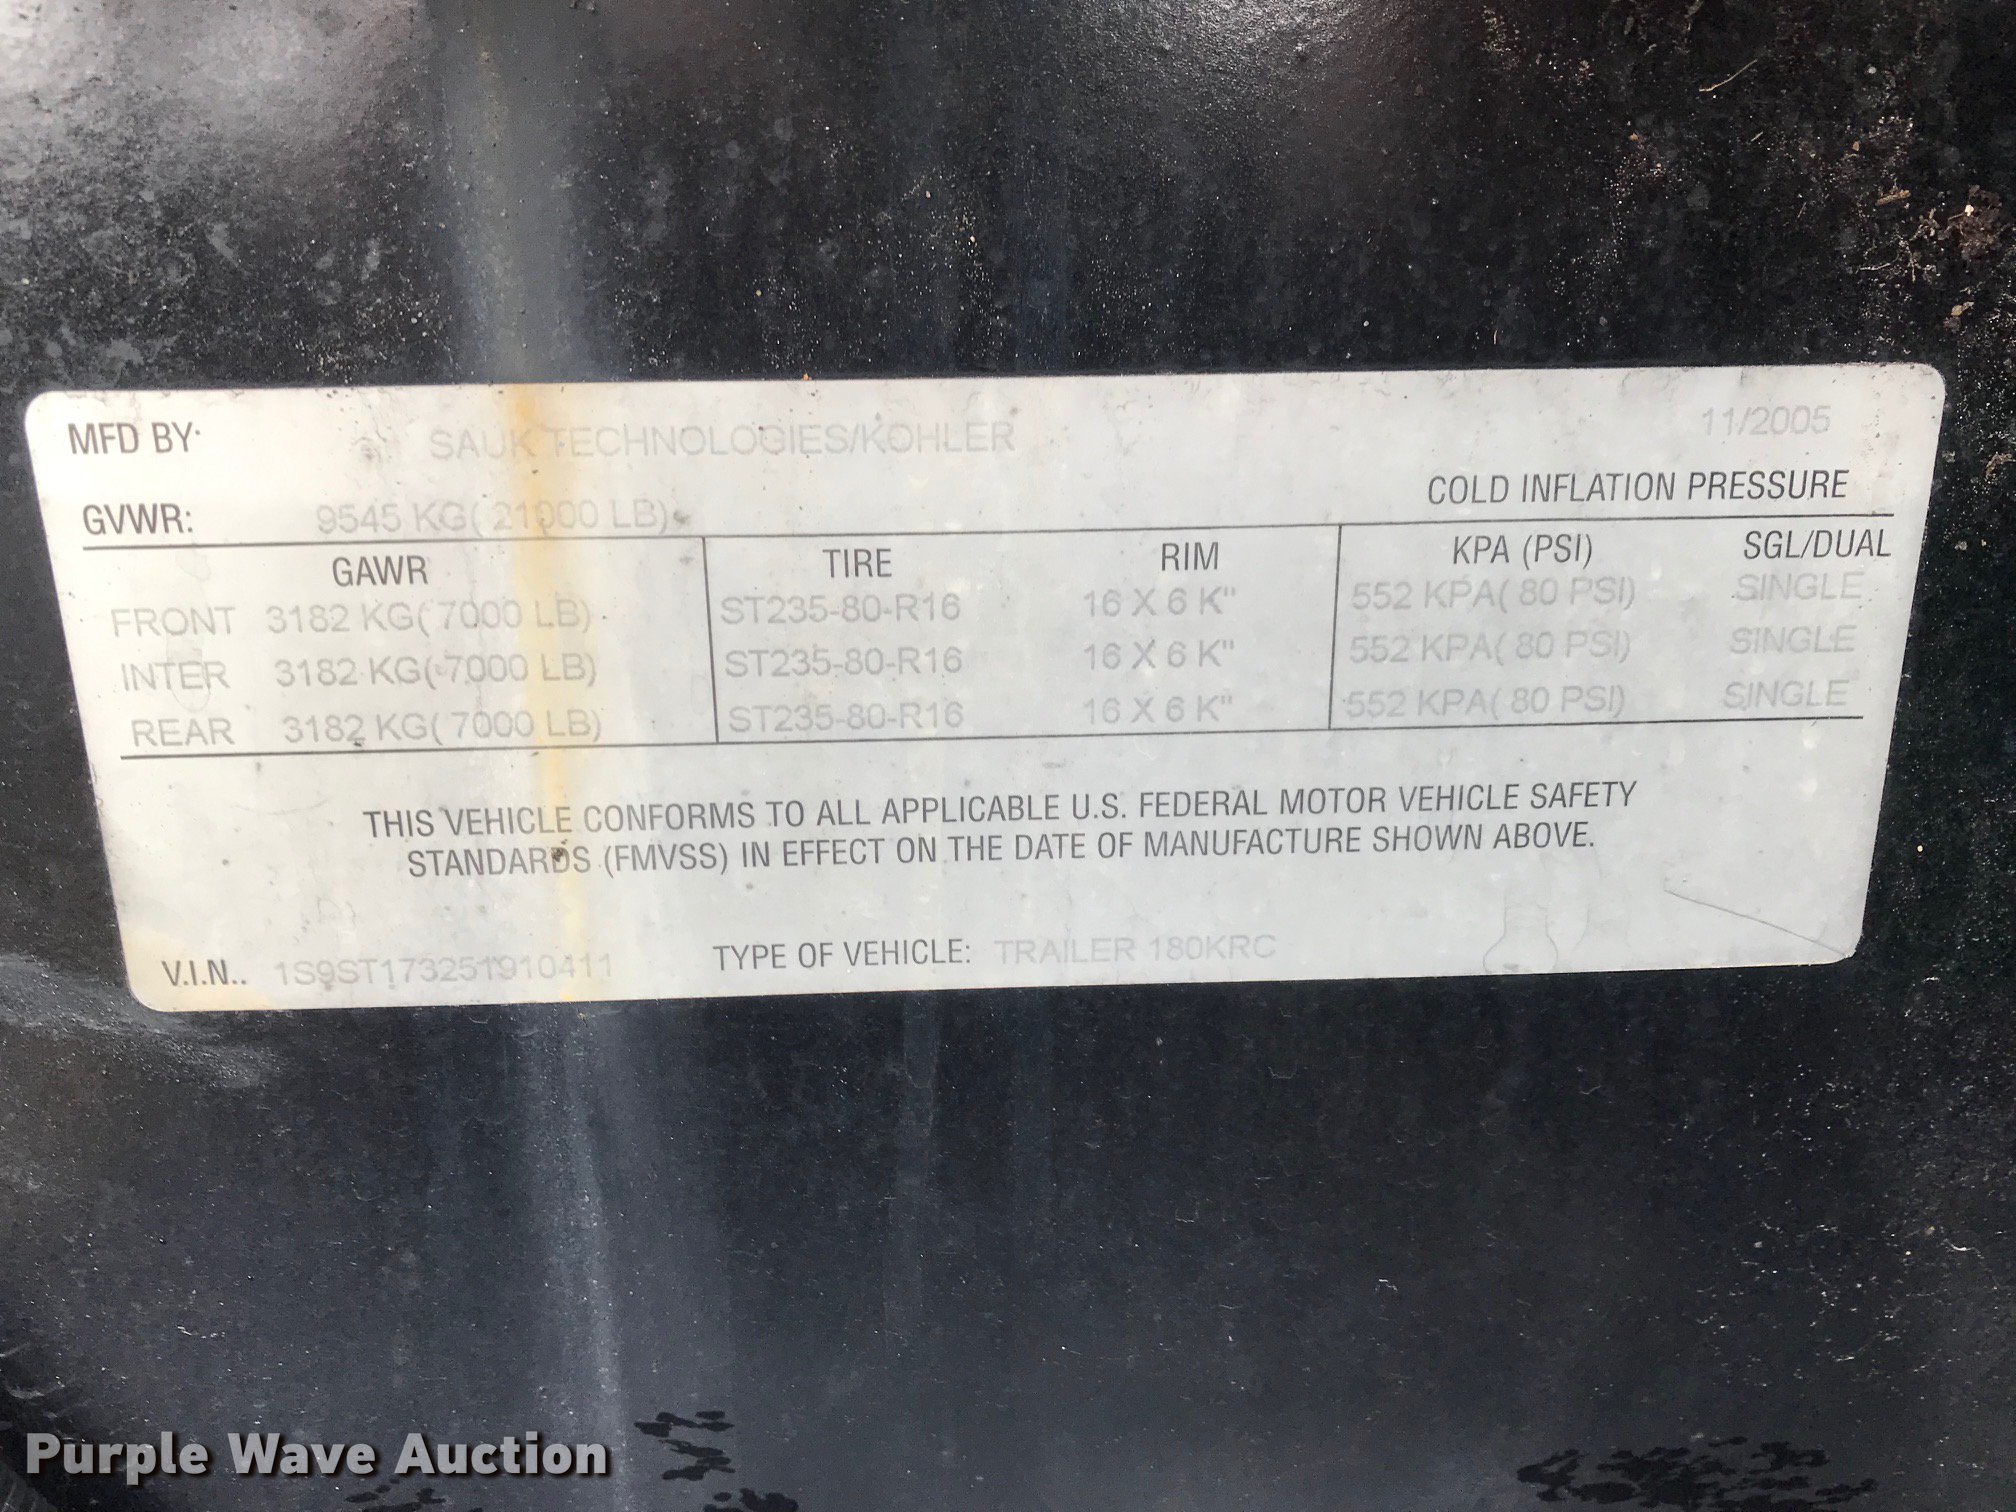 MFD BY: SAUK TECHNOLOGIES/KOHLER 11/2005
GVWR: 9545 KG( 21000 LB) COLD INFLATION PRESSURE
GAWR TIRE RIM KPA (PSI) SGL/DUAL
FRONT 3182 KG( 7000 LB) ST235-80-R16 16 X 6 K" 552 KPA( 80 PSI) SINGLE
INTER 3182 KG( 7000 LB) ST235-80-R16 16 X 6 K" 552 KPA( 80 PSI) SINGLE
REAR 3182 KG( 7000 LB) ST235-80-R16 16 X 6 K" 552 KPA( 80 PSI) SINGLE
THIS VEHICLE CONFORMS TO ALL APPLICABLE U.S. FEDERAL MOTOR VEHICLE SAFETY
STANDARDS (FMVSS) IN EFFECT ON THE DATE OF MANUFACTURE SHOWN ABOVE.
V.I.N.. 1S9ST173251910411 TYPE OF VEHICLE: TRAILER 180KRC
Purple Wave Auction